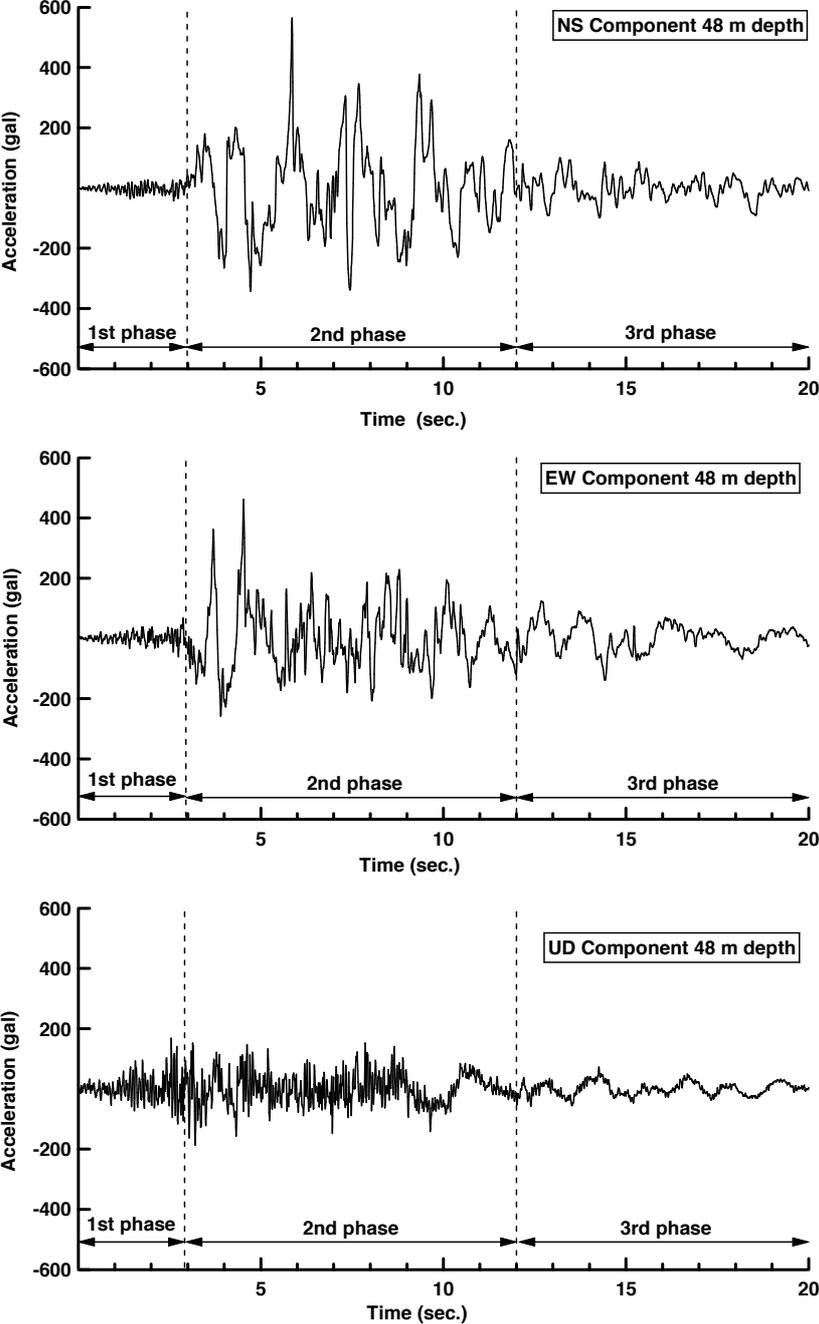 600
NS Component 48 m depth
400
200
Acceleration (gal)
-200
-400
1st phase 2nd phase 3rd phase
-600
5 10 15 20
Time (sec.)
600
EW Component 48 m depth
400
200
Acceleration (gal)
-200
-400
1st phase 2nd phase 3rd phase
-600
5 10 15 20
Time (sec.)
600
UD Component 48 m depth
400
200
Acceleration (gal)
-200
-400
1st phase 2nd phase 3rd phase
-600
5 10 15 20
Time (sec.)